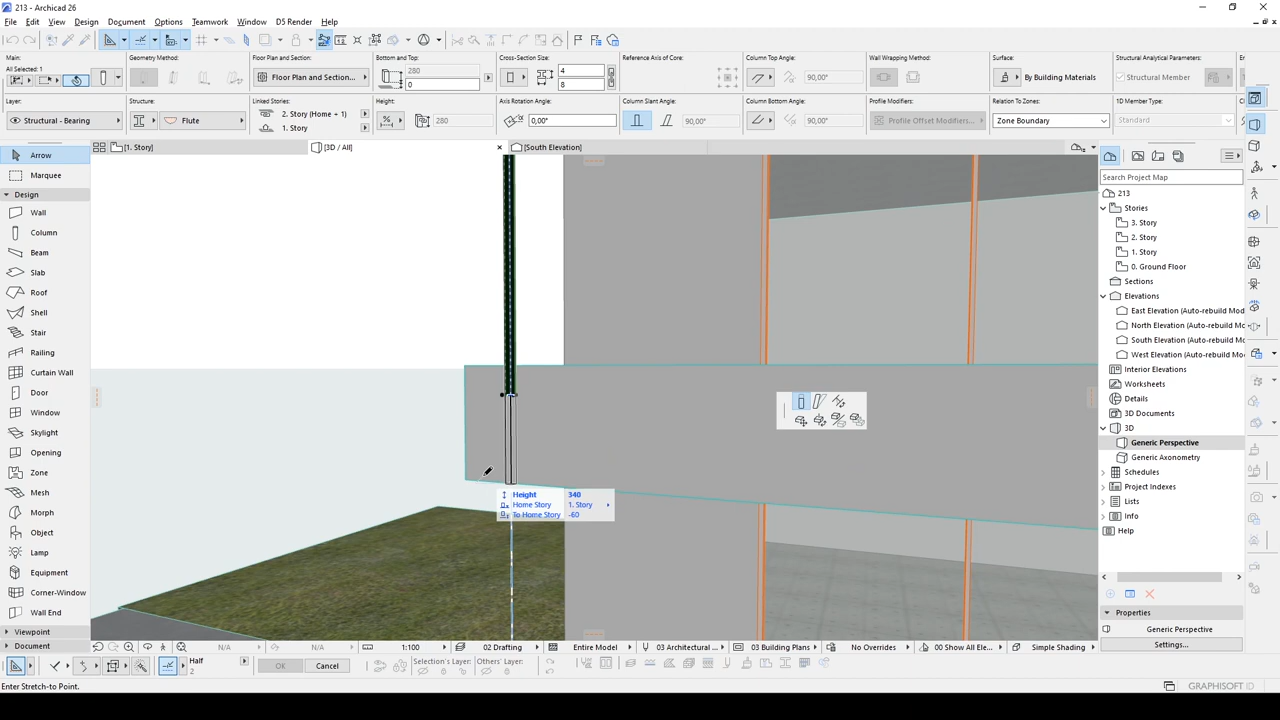 213 - Archicad 26
File Edit View Design Options Teamwork Window D5 Render Help
Main:
All Selected: 1
Geometry Method:
Floor Plan and Section:
Floor Plan and Section...
Bottom and Top:
280
0
Cross-Section Size:
4
8
Reference Axis of Core:
Column Top Angle:
90,00°
Wall Wrapping Method:
Surface:
By Building Materials
Structural Analytical Parameters:
Structural Member
Layer:
Structural - Bearing
Structure:
Flute
Linked Stories:
2. Story (Home + 1)
1. Story
Height:
280
Axis Rotation Angle:
0,00°
Column Slant Angle:
90,00°
Column Bottom Angle:
90,00°
Profile Modifiers:
Profile Offset Modifiers...
Relation To Zones:
Zone Boundary
1D Member Type:
Standard
[1. Story]
[3D / All]
[South Elevation]
Arrow
Marquee
Design
Wall
Column
Beam
Slab
Roof
Shell
Stair
Railing
Curtain Wall
Door
Window
Skylight
Opening
Zone
Mesh
Morph
Object
Lamp
Equipment
Corner-Window
Wall End
Viewpoint
Document
Height 340
Home Story 1. Story
To Home Story -60
Search Project Map
213
Stories
3. Story
2. Story
1. Story
0. Ground Floor
Sections
Elevations
East Elevation (Auto-rebuild Mod
North Elevation (Auto-rebuild Mo
South Elevation (Auto-rebuild Mo
West Elevation (Auto-rebuild Mod
Interior Elevations
Worksheets
Details
3D Documents
3D
Generic Perspective
Generic Axonometry
Schedules
Project Indexes
Lists
Info
Help
Properties
Generic Perspective
Settings...
N/A N/A 1:100 02 Drafting Entire Model 03 Architectural ... 03 Building Plans No Overrides 00 Show All Ele... Simple Shading
Half
2
OK Cancel
Selection's Layer: Others' Layer:
Enter Stretch-to Point.
GRAPHISOFT ID